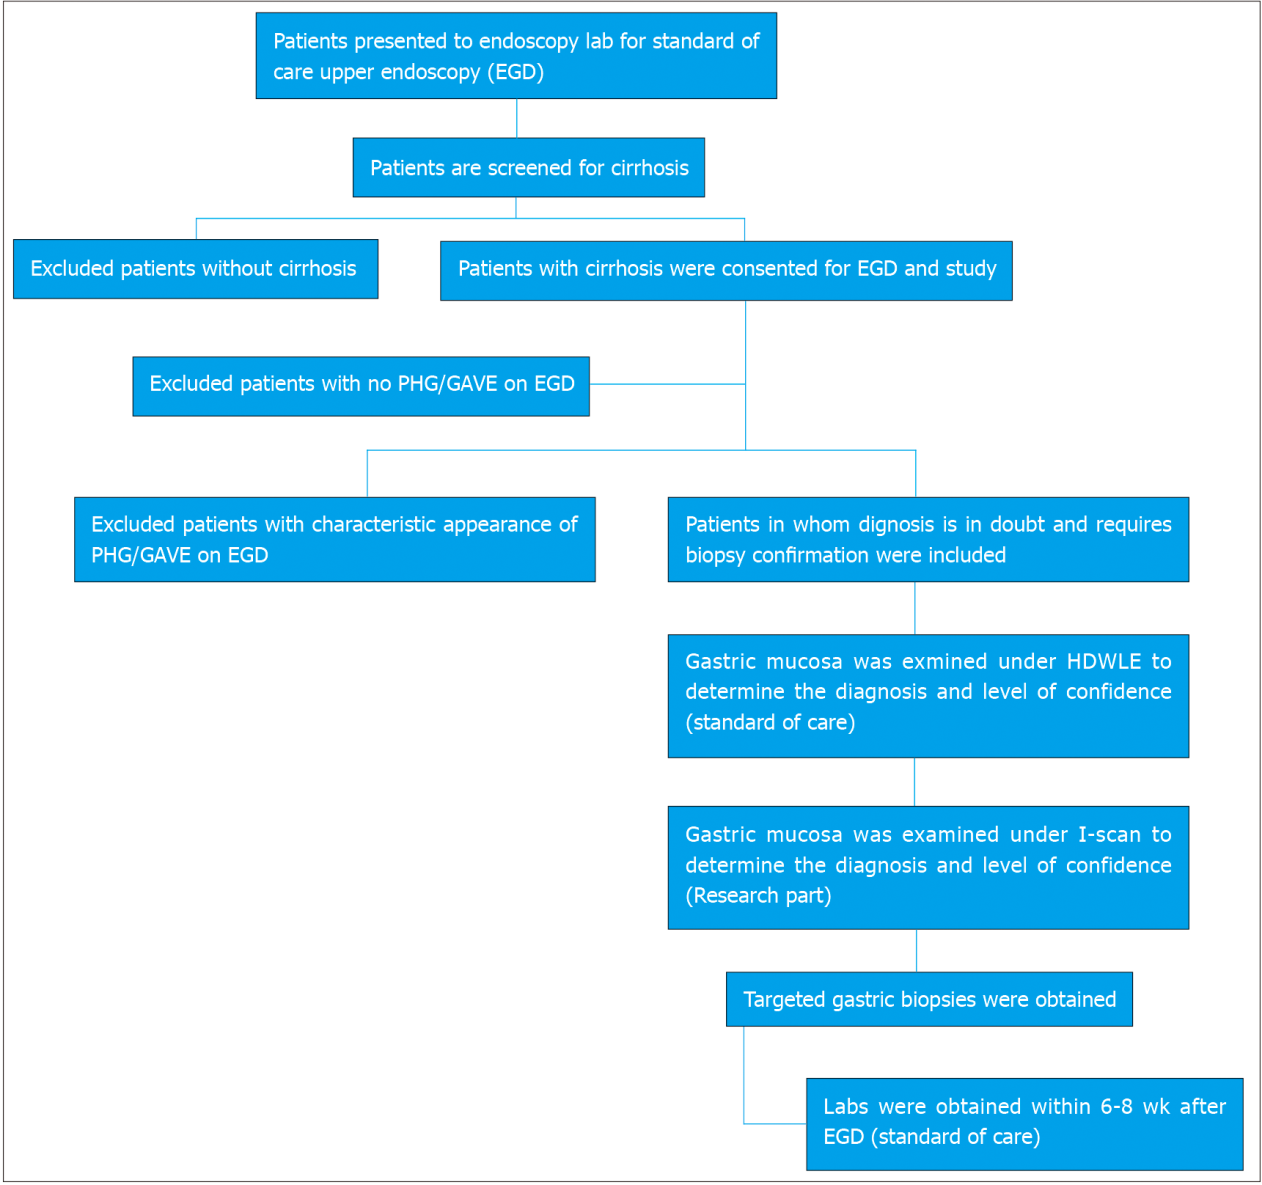 Patients presented to endoscopy lab for standard of
care upper endoscopy (EGD)
Patients are screened for cirrhosis
Excluded patients without cirrhosis
Patients with cirrhosis were consented for EGD and study
Excluded patients with no PHG/GAVE on EGD
Excluded patients with characteristic appearance of
PHG/GAVE on EGD
Patients in whom dignosis is in doubt and requires
biopsy confirmation were included
Gastric mucosa was exmined under HDWLE to
determine the diagnosis and level of confidence
(standard of care)
Gastric mucosa was examined under I-scan to
determine the diagnosis and level of confidence
(Research part)
Targeted gastric biopsies were obtained
Labs were obtained within 6-8 wk after
EGD (standard of care)